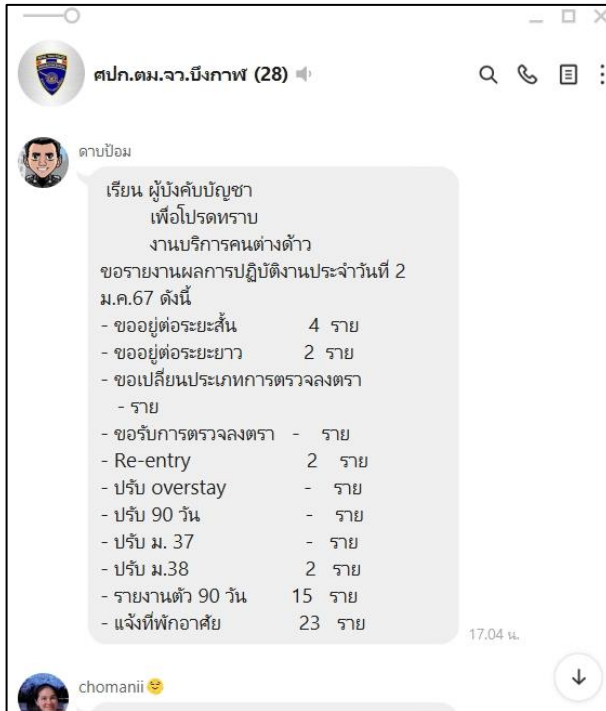 ศปก.ตม.จว.บึงกาฬ (28)
ดาบป้อม
เรียน ผู้บังคับบัญชา
เพื่อโปรดทราบ
งานบริการคนต่างด้าว
ขอรายงานผลการปฏิบัติงานประจำวันที่ 2
ม.ค.67 ดังนี้
- ขออยู่ต่อระยะสั้น 4 ราย
- ขออยู่ต่อระยะยาว 2 ราย
- ขอเปลี่ยนประเภทการตรวจลงตรา
- ราย
- ขอรับการตรวจลงตรา - ราย
- Re-entry 2 ราย
- ปรับ overstay - ราย
- ปรับ 90 วัน - ราย
- ปรับ ม. 37 - ราย
- ปรับ ม.38 2 ราย
- รายงานตัว 90 วัน 15 ราย
- แจ้งที่พักอาศัย 23 ราย
17.04 น.
chomanii